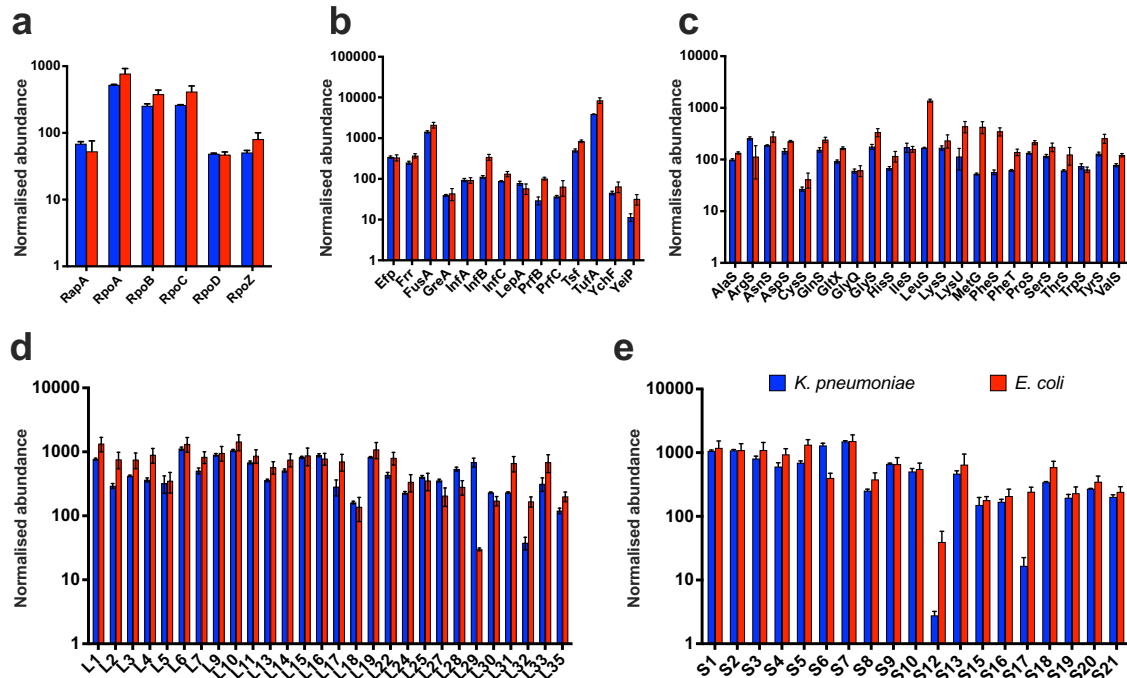 a
Normalised abundance
1000
100
10
1
RapA RpoA RpoB RpoC RpoD RpoZ
b
Normalised abundance
100000
10000
1000
100
10
1
Efp Frr FusA GreA InfA InfB InfC LepA PrfB PrfC Tsf TufA YchF YeiP
c
Normalised abundance
10000
1000
100
10
1
AlaS ArgS AsnS AspS CysS GlnS GltX GlyQ GlyS HisS IleS LeuS LysS LysU MetG PheS PheT ProS SerS ThrS TrpS TyrS ValS
d
Normalised abundance
10000
1000
100
10
1
L1 L2 L3 L4 L5 L6 L7 L9 L10 L11 L13 L14 L15 L16 L17 L18 L19 L22 L24 L25 L27 L28 L29 L30 L31 L32 L33 L35
e
K. pneumoniae E. coli
Normalised abundance
10000
1000
100
10
1
S1 S2 S3 S4 S5 S6 S7 S8 S9 S10 S12 S13 S15 S16 S17 S18 S19 S20 S21